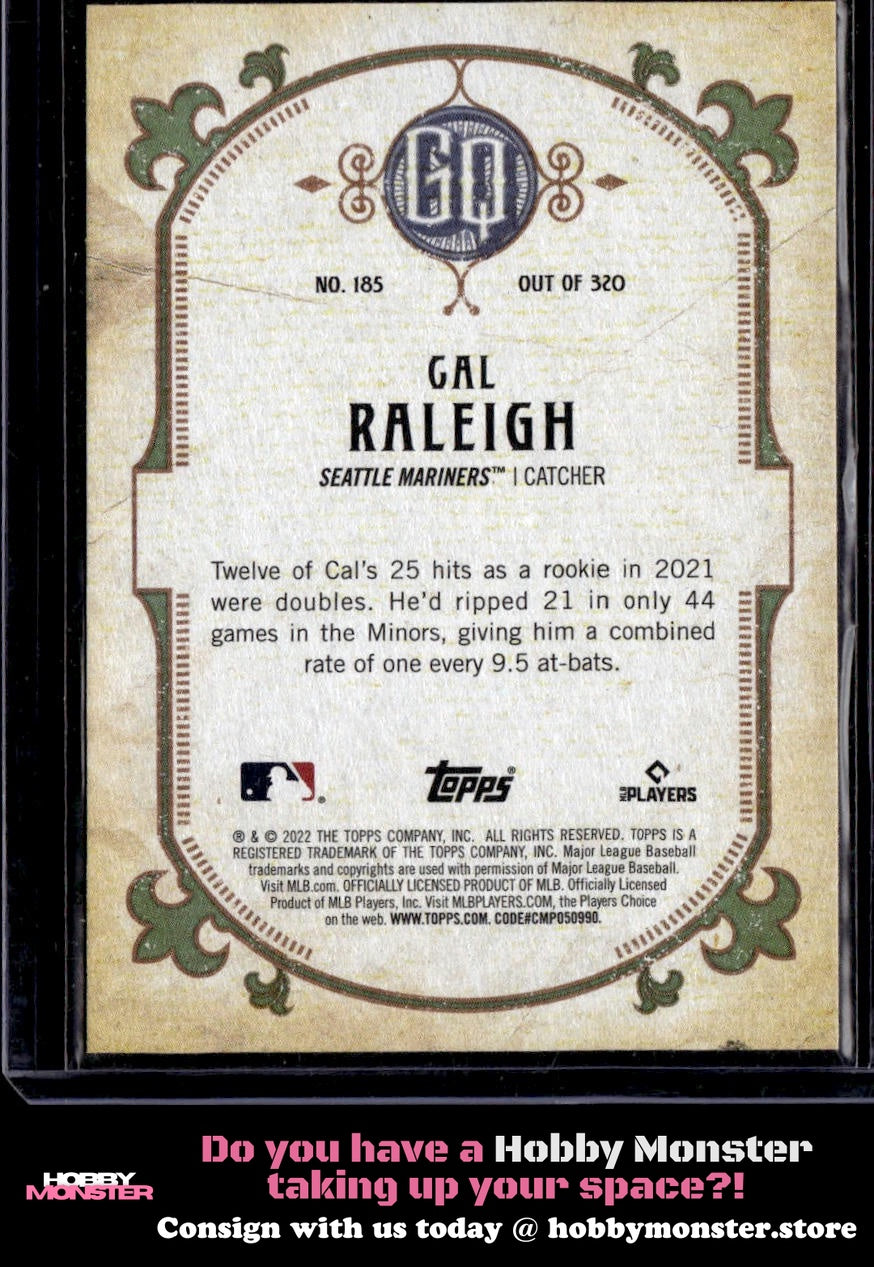 GQ
NO. 185 OUT OF 320
CAL
RALEIGH
SEATTLE MARINERS™ | CATCHER
Twelve of Cal's 25 hits as a rookie in 2021
were doubles. He'd ripped 21 in only 44
games in the Minors, giving him a combined
rate of one every 9.5 at-bats.
Topps®
MLB PLAYERS
® & © 2022 THE TOPPS COMPANY, INC. ALL RIGHTS RESERVED. TOPPS IS A
REGISTERED TRADEMARK OF THE TOPPS COMPANY, INC. Major League Baseball
trademarks and copyrights are used with permission of Major League Baseball.
Visit MLB.com. OFFICIALLY LICENSED PRODUCT OF MLB. Officially Licensed
Product of MLB Players, Inc. Visit MLBPLAYERS.COM, the Players Choice
on the web. WWW.TOPPS.COM. CODE#CMP050990.
Do you have a Hobby Monster
taking up your space?!
HOBBY
MONSTER
Consign with us today @ hobbymonster.store